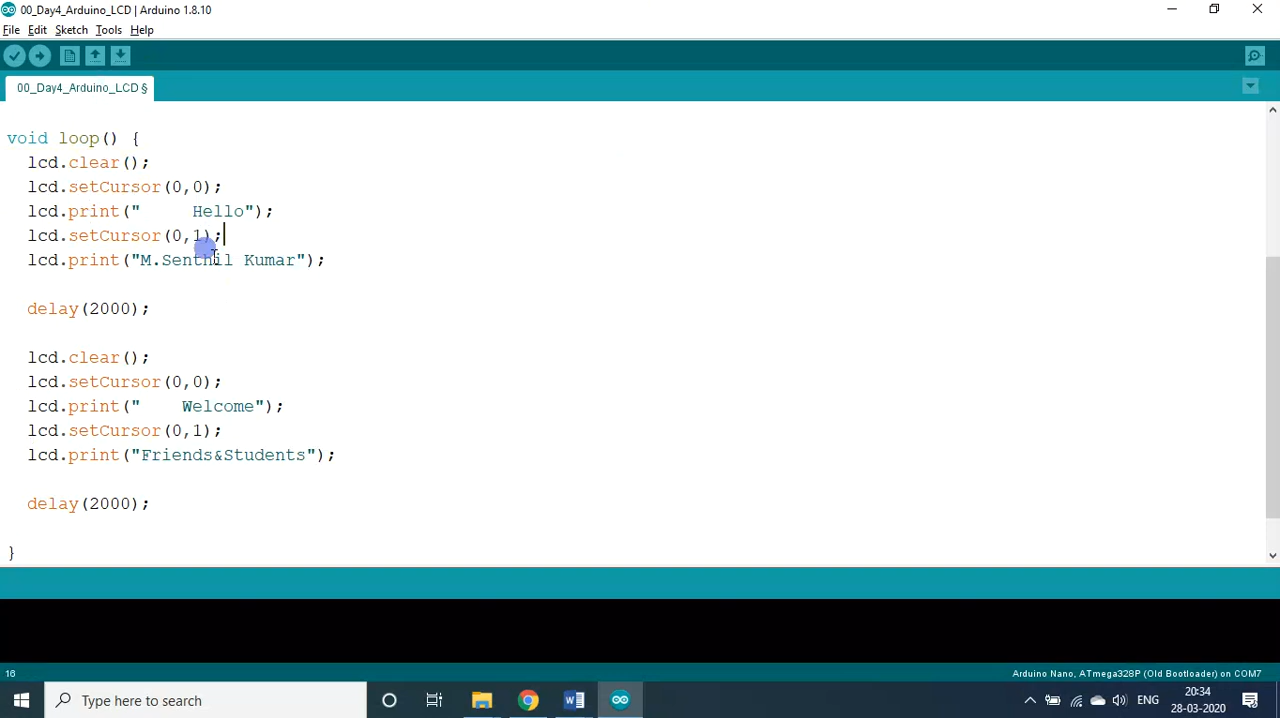 00_Day4_Arduino_LCD | Arduino 1.8.10
File Edit Sketch Tools Help
00_Day4_Arduino_LCD §
void loop() {
  lcd.clear();
  lcd.setCursor(0,0);
  lcd.print("     Hello");
  lcd.setCursor(0,1);
  lcd.print("M.Senthil Kumar");
  delay(2000);
  lcd.clear();
  lcd.setCursor(0,0);
  lcd.print("    Welcome");
  lcd.setCursor(0,1);
  lcd.print("Friends&Students");
  delay(2000);
}
16
Arduino Nano, ATmega328P (Old Bootloader) on COM7
Type here to search
ENG
20:34
28-03-2020